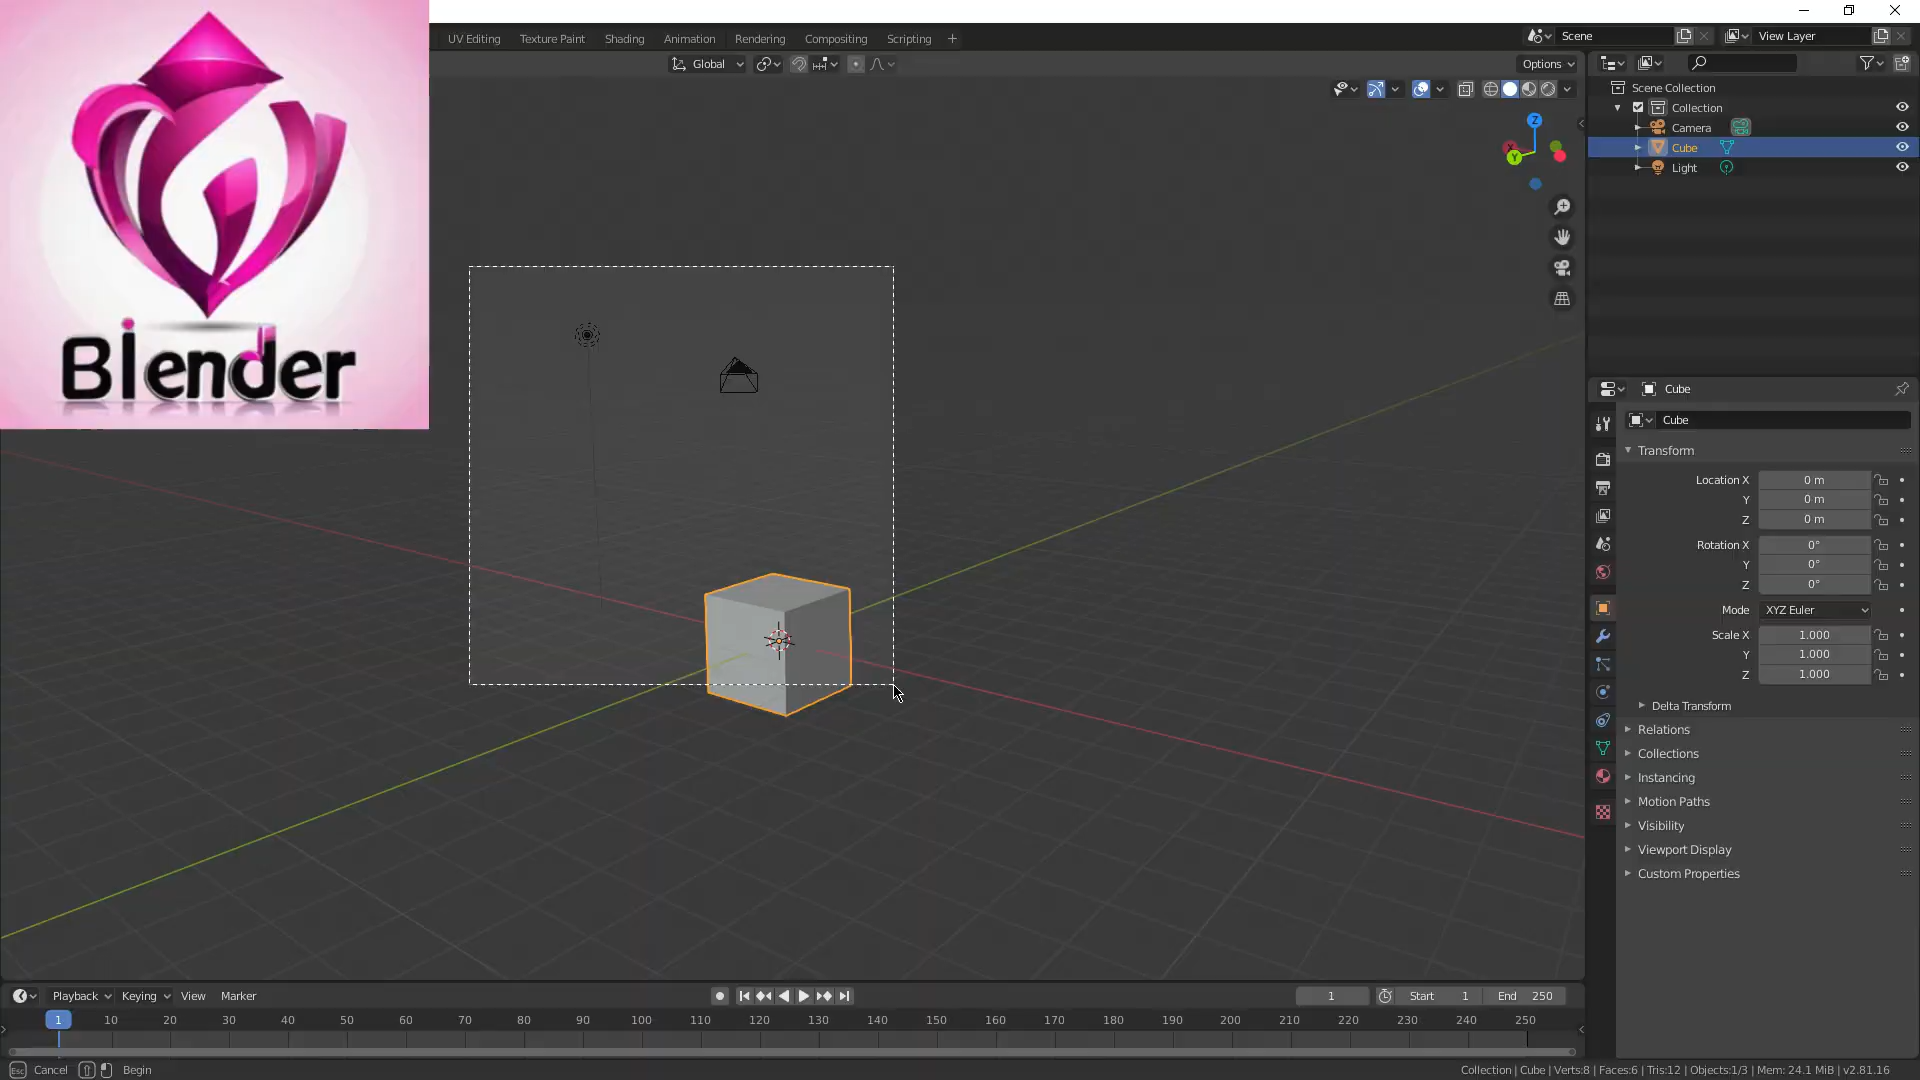 Blender
UV Editing Texture Paint Shading Animation Rendering Compositing Scripting
Scene View Layer
Global Options
Z
X
Y
Scene Collection
Collection
Camera
Cube
Light
Cube
Cube
Transform
Location X 0 m
Y 0 m
Z 0 m
Rotation X 0°
Y 0°
Z 0°
Mode XYZ Euler
Scale X 1.000
Y 1.000
Z 1.000
Delta Transform
Relations
Collections
Instancing
Motion Paths
Visibility
Viewport Display
Custom Properties
Playback Keying View Marker 1 Start 1 End 250
1 10 20 30 40 50 60 70 80 90 100 110 120 130 140 150 160 170 180 190 200 210 220 230 240 250
Esc Cancel Begin Collection | Cube | Verts:8 | Faces:6 | Tris:12 | Objects:1/3 | Mem: 24.1 MiB | v2.81.16